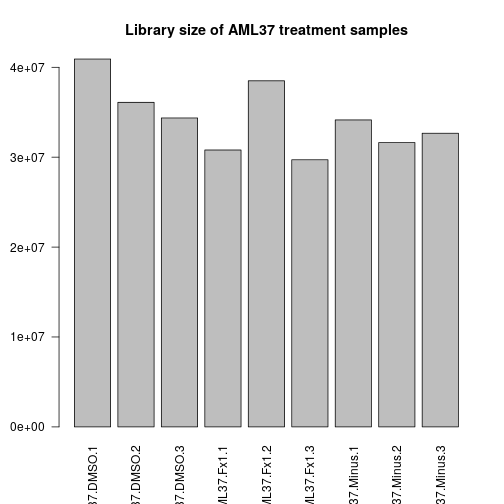 Library size of AML37 treatment samples
4e+07
3e+07
2e+07
1e+07
0e+00
37.DMSO.1
37.DMSO.2
37.DMSO.3
ML37.Fx1.1
ML37.Fx1.2
ML37.Fx1.3
37.Minus.1
37.Minus.2
37.Minus.3